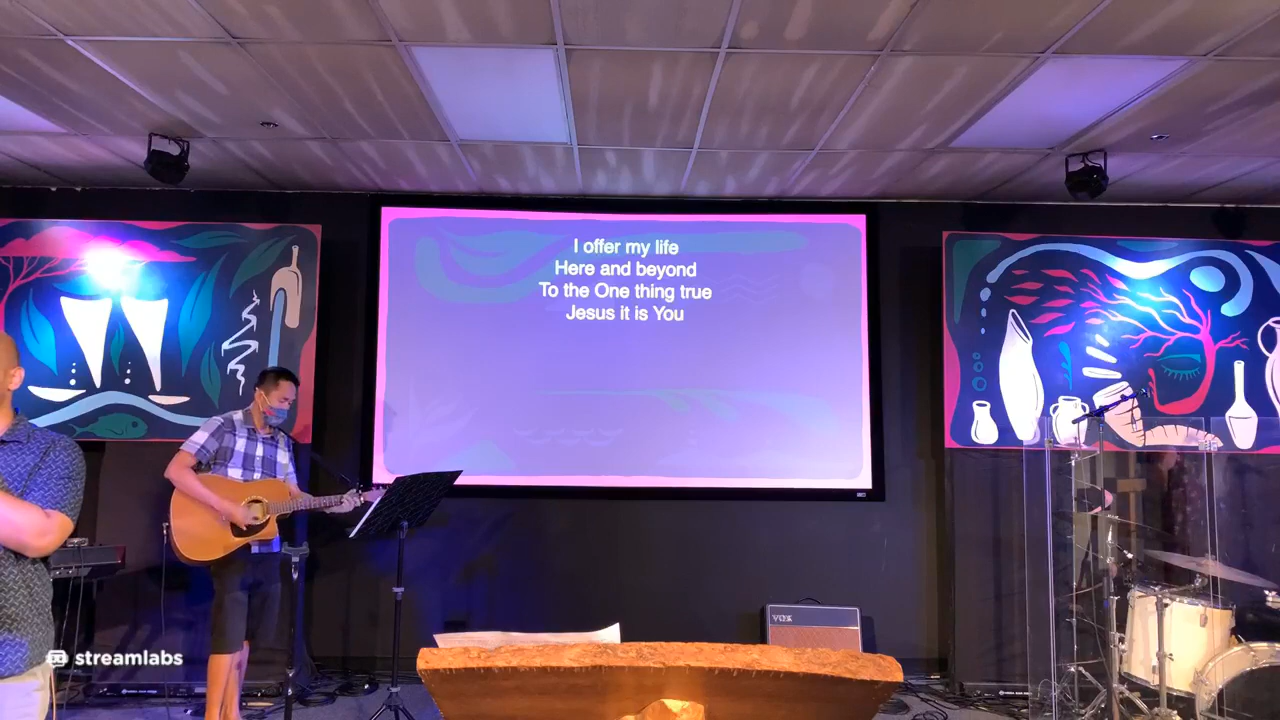 I offer my life
Here and beyond
To the One thing true
Jesus it is You
VOX
streamlabs